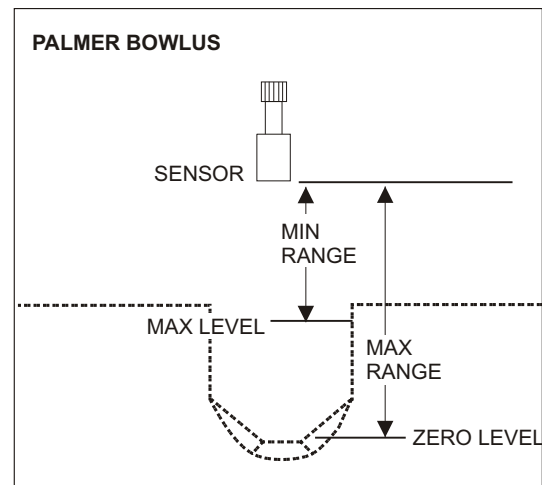 PALMER BOWLUS
SENSOR
MIN
RANGE
MAX LEVEL
MAX
RANGE
ZERO LEVEL